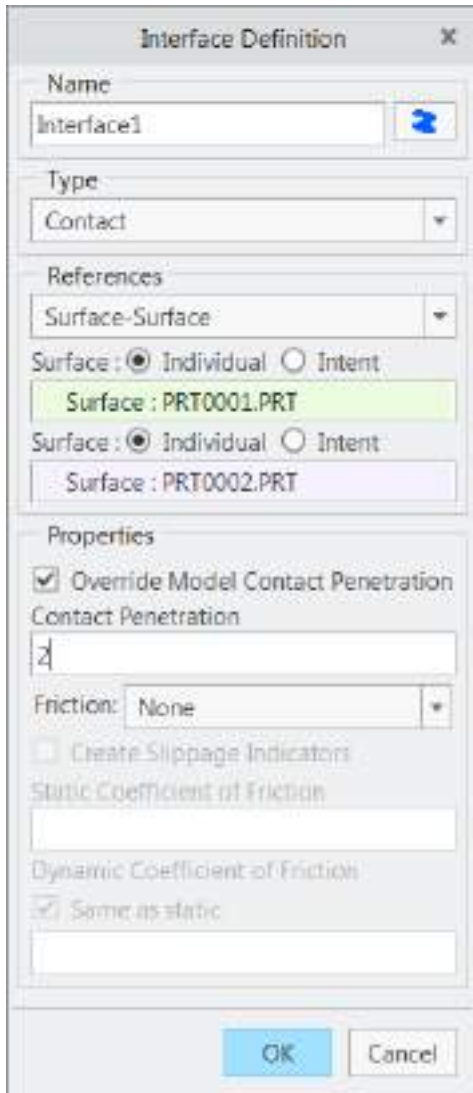 Interface Definition
Name
Interface1
Type
Contact
References
Surface-Surface
Surface : Individual Intent
Surface : PRT0001.PRT
Surface : Individual Intent
Surface : PRT0002.PRT
Properties
Override Model Contact Penetration
Contact Penetration
2
Friction: None
Create Slippage Indicators
Static Coefficient of Friction
Dynamic Coefficient of Friction
Same as static
OK Cancel